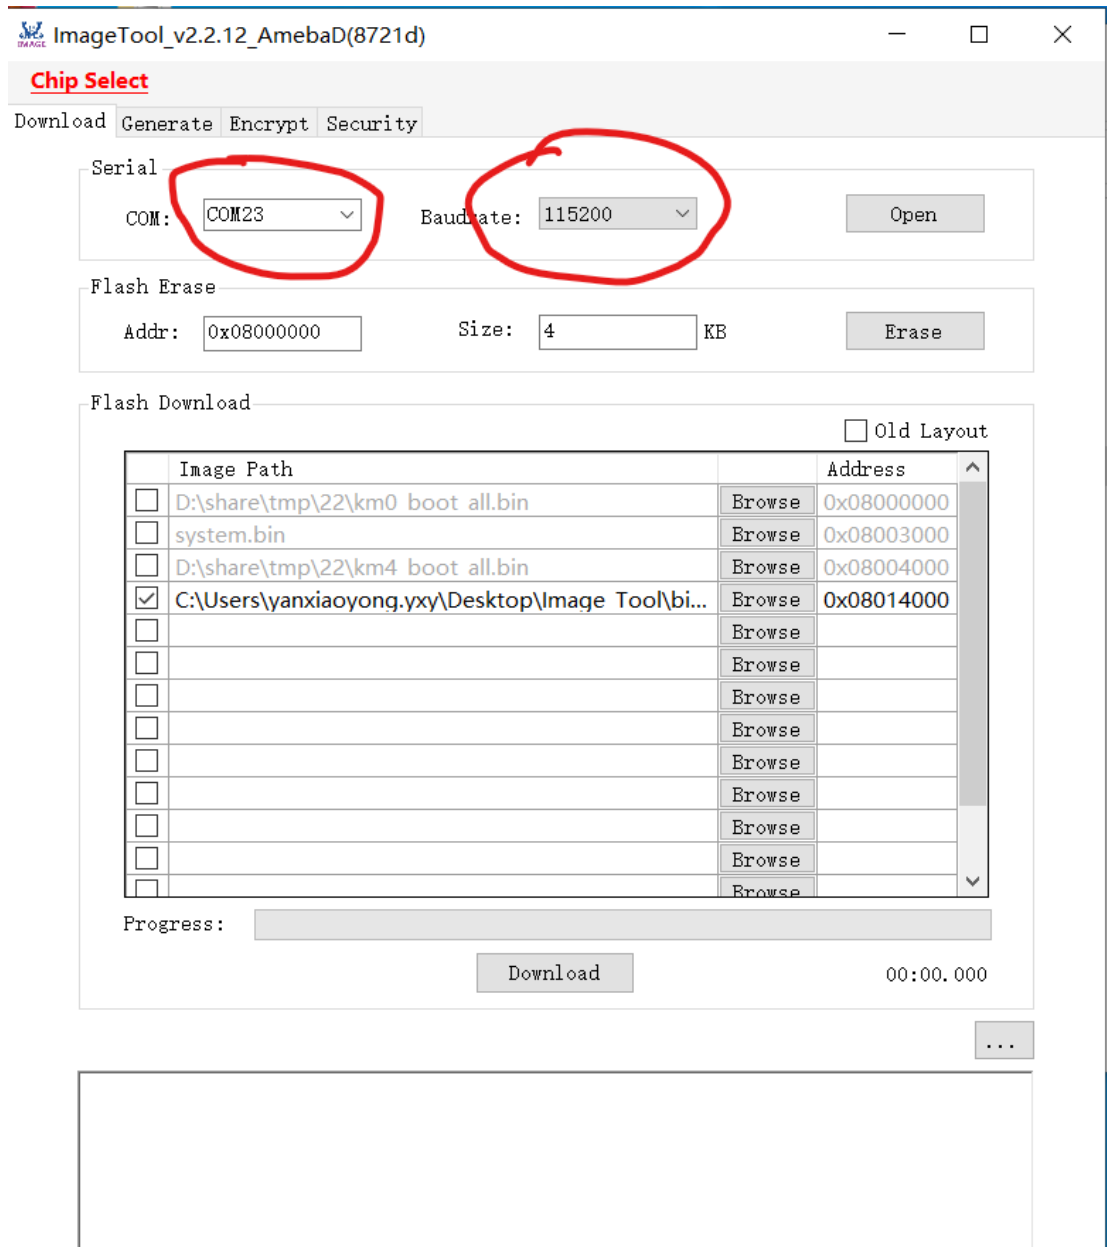 ImageTool_v2.2.12_AmebaD(8721d)
Chip Select
Download Generate Encrypt Security
Serial
COM: COM23 Baudrate: 115200 Open
Flash Erase
Addr: 0x08000000 Size: 4 KB Erase
Flash Download
Old Layout
Image Path Address
D:\share\tmp\22\km0_boot_all.bin Browse 0x08000000
system.bin Browse 0x08003000
D:\share\tmp\22\km4_boot_all.bin Browse 0x08004000
C:\Users\yanxiaoyong.yxy\Desktop\Image_Tool\bi... Browse 0x08014000
Browse
Browse
Browse
Browse
Browse
Browse
Browse
Browse
Browse
Progress:
Download 00:00.000
...